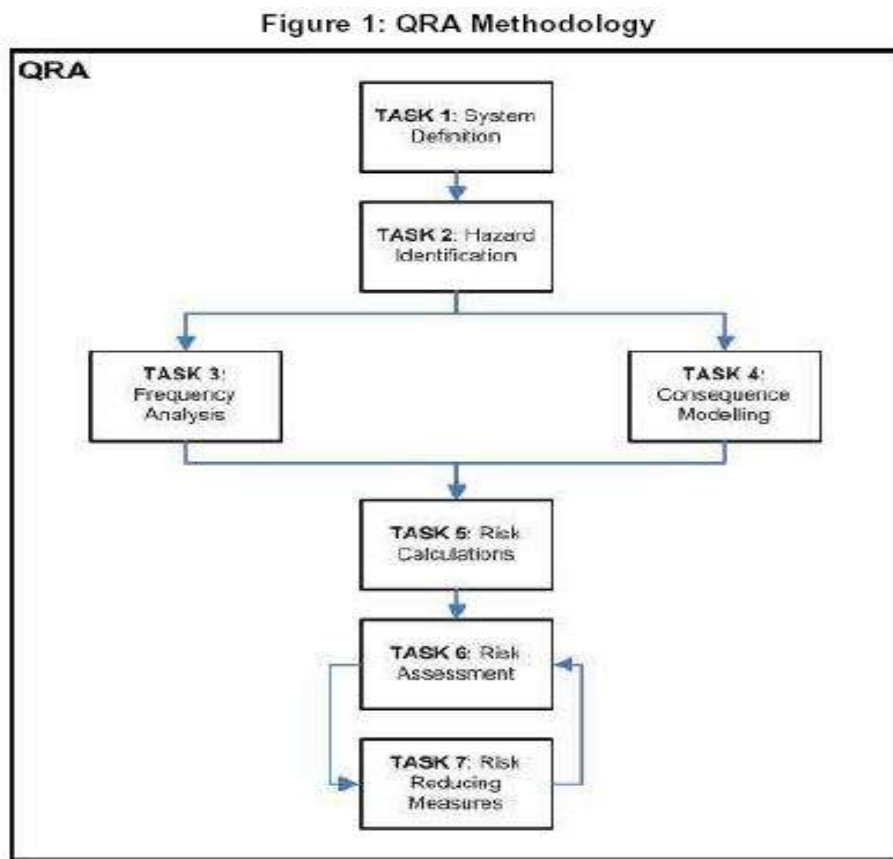 Figure 1: QRA Methodology
QRA
TASK 1: System
Definition
TASK 2: Hazard
Identification
TASK 3:
Frequency
Analysis
TASK 4:
Consequence
Modelling
TASK 5: Risk
Calculations
TASK 6: Risk
Assessment
TASK 7: Risk
Reducing
Measures